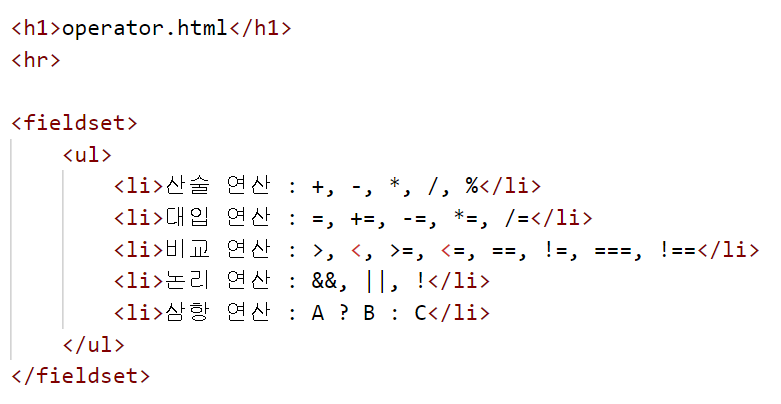 <h1>operator.html</h1>
<hr>
<fieldset>
<ul>
<li>산술 연산 : +, -, *, /, %</li>
<li>대입 연산 : =, +=, -=, *=, /=</li>
<li>비교 연산 : >, <, >=, <=, ==, !=, ===, !==</li>
<li>논리 연산 : &&, ||, !</li>
<li>삼항 연산 : A ? B : C</li>
</ul>
</fieldset>